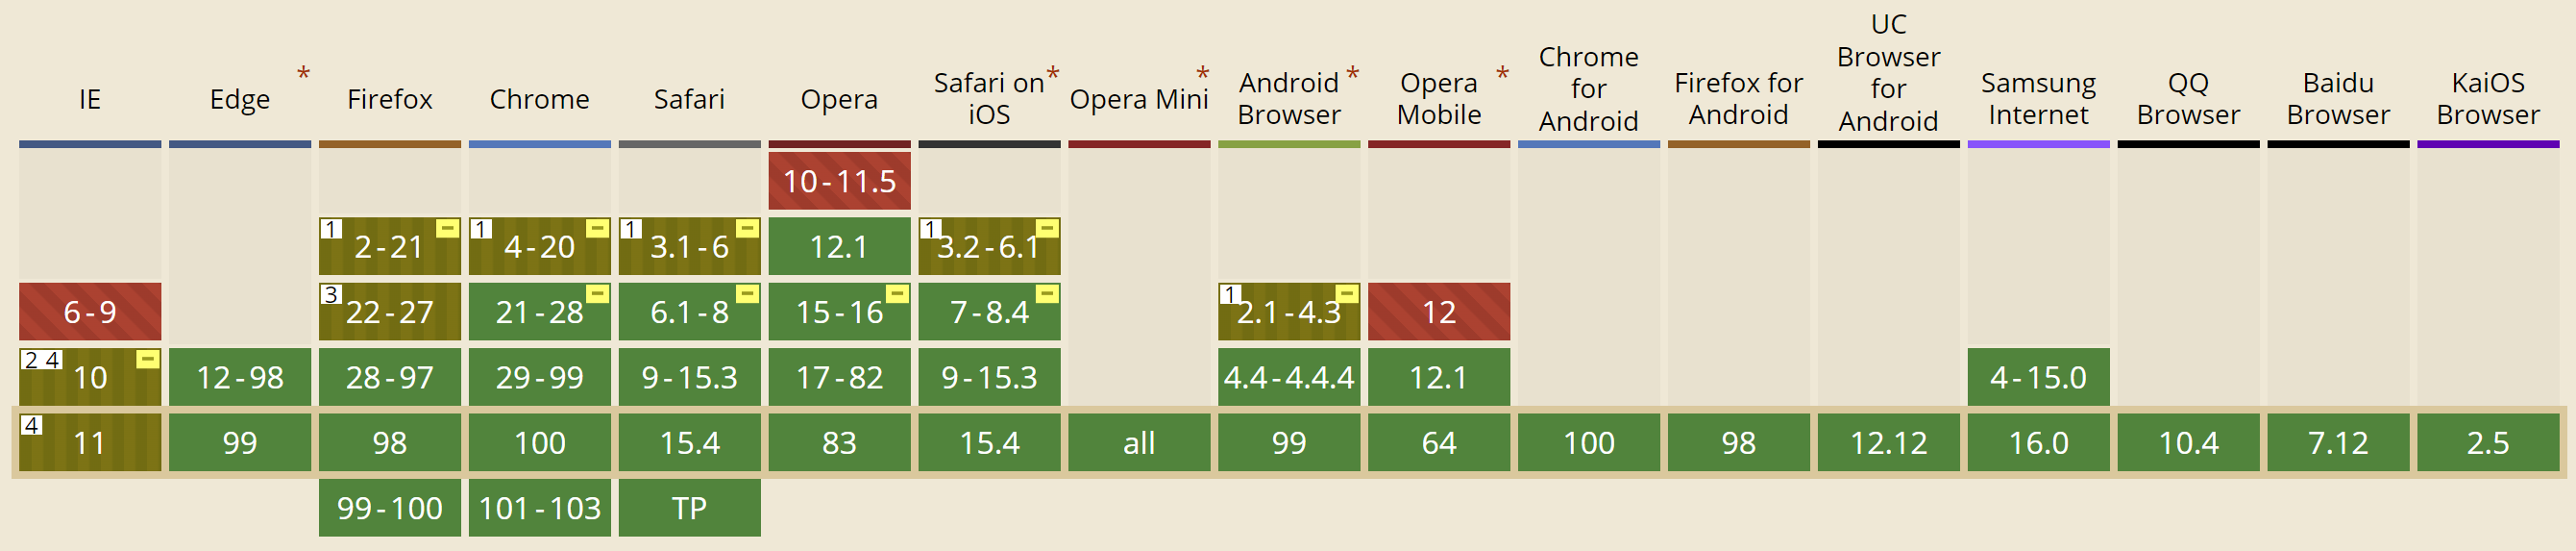 IE
Edge *
Firefox
Chrome
Safari
Opera
Safari on*
iOS
Opera Mini *
Android *
Browser
Opera *
Mobile
Chrome
for
Android
Firefox for
Android
UC
Browser
for
Android
Samsung
Internet
QQ
Browser
Baidu
Browser
KaiOS
Browser
10-11.5
1 2-21 -
1 4-20 -
1 3.1-6 -
12.1
1 3.2-6.1 -
6-9
3 22-27
21-28 -
6.1-8 -
15-16 -
7-8.4 -
1 2.1-4.3 -
12
2 4 10 -
12-98
28-97
29-99
9-15.3
17-82
9-15.3
4.4-4.4.4
12.1
4-15.0
4 11
99
98
100
15.4
83
15.4
all
99
64
100
98
12.12
16.0
10.4
7.12
2.5
99-100
101-103
TP